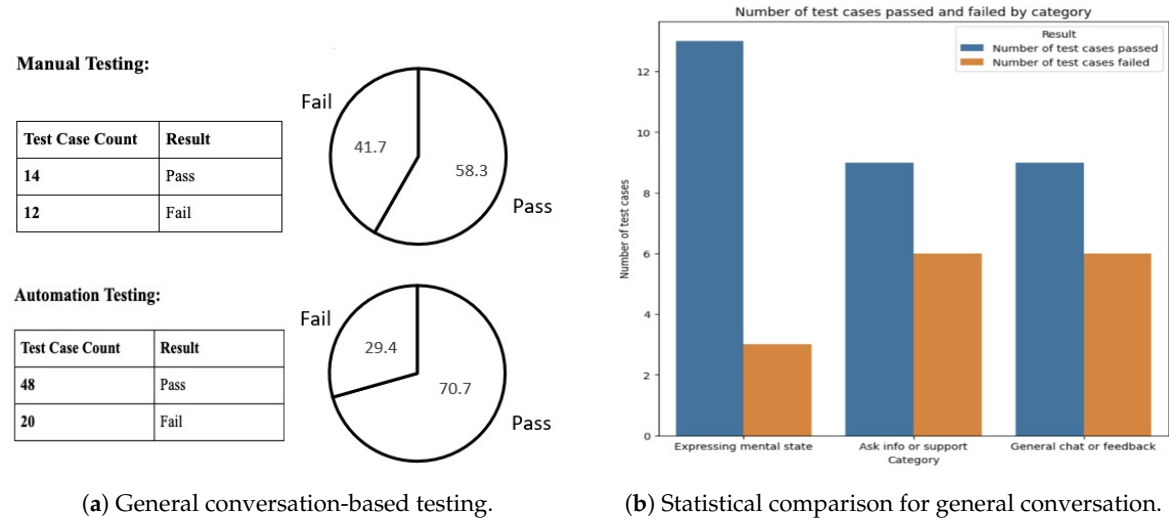 Manual Testing:
Test Case Count Result
14 Pass
12 Fail
Fail
41.7
58.3
Pass
Automation Testing:
Test Case Count Result
48 Pass
20 Fail
Fail
29.4
70.7
Pass
(a) General conversation-based testing.
Number of test cases passed and failed by category
Result
Number of test cases passed
Number of test cases failed
Number of test cases
12
10
8
6
4
2
0
Expressing mental state Ask info or support General chat or feedback
Category
(b) Statistical comparison for general conversation.